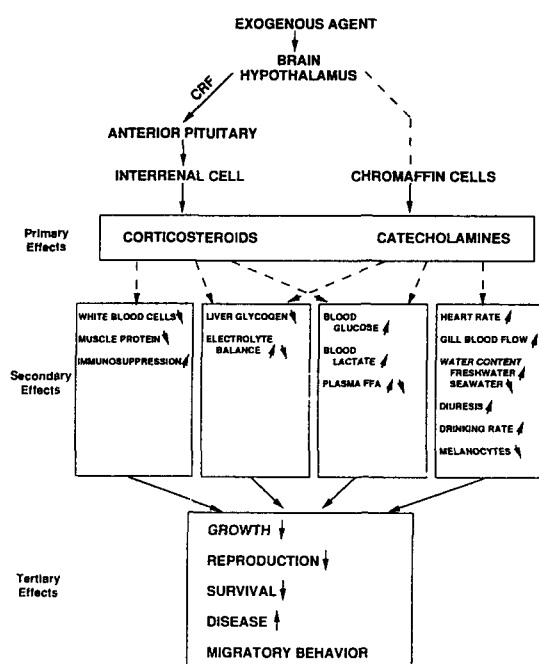 EXOGENOUS AGENT
BRAIN
HYPOTHALAMUS
CRF
ANTERIOR PITUITARY
INTERRENAL CELL
CHROMAFFIN CELLS
Primary
Effects
CORTICOSTEROIDS
CATECHOLAMINES
Secondary
Effects
WHITE BLOOD CELLS
MUSCLE PROTEIN
IMMUNOSUPPRESSION
LIVER GLYCOGEN
ELECTROLYTE
BALANCE
BLOOD
GLUCOSE
BLOOD
LACTATE
PLASMA FFA
HEART RATE
GILL BLOOD FLOW
WATER CONTENT
FRESHWATER
SEAWATER
DIURESIS
DRINKING RATE
MELANOCYTES
Tertiary
Effects
GROWTH
REPRODUCTION
SURVIVAL
DISEASE
MIGRATORY BEHAVIOR